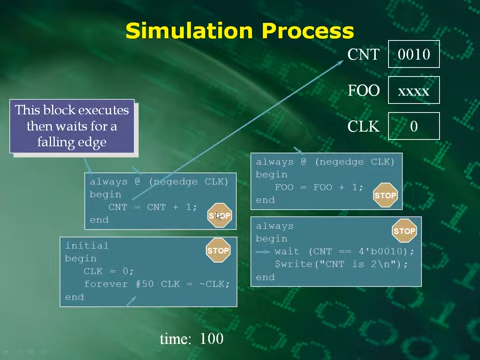 Simulation Process
CNT 0010
FOO xxxx
CLK 0
This block executes
then waits for a
falling edge
always @ (negedge CLK)
begin
CNT = CNT + 1;
end
STOP
always @ (negedge CLK)
begin
FOO = FOO + 1;
end
STOP
initial
begin
CLK = 0;
forever #50 CLK = ~CLK;
end
STOP
always
begin
wait (CNT == 4'b0010);
$write("CNT is 2\n");
end
STOP
time: 100